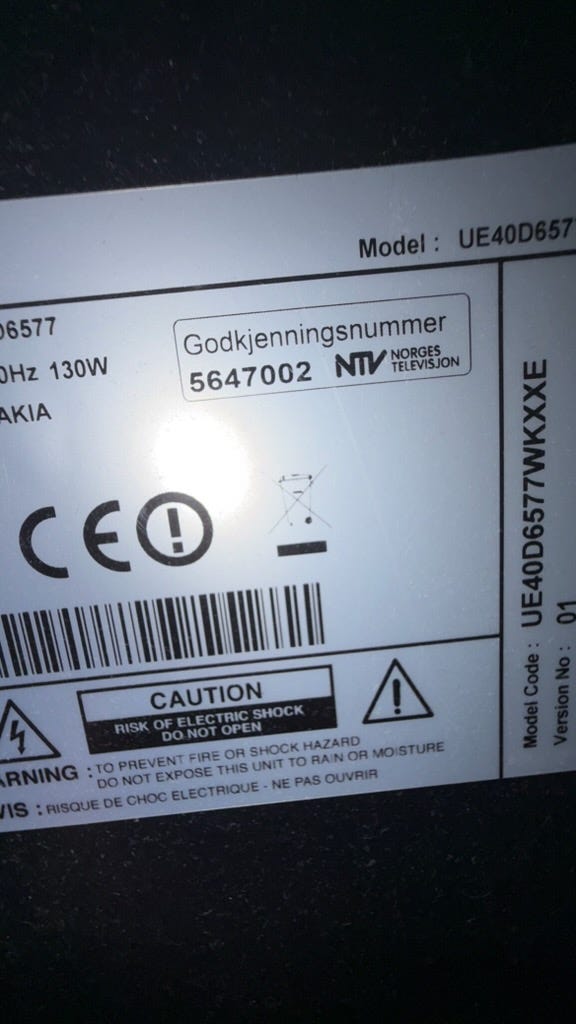 Model : UE40D657
D6577
0Hz 130W
AKIA
Godkjenningsnummer
5647002 NTV NORGES
TELEVISJON
CE
CAUTION
RISK OF ELECTRIC SHOCK
DO NOT OPEN
ARNING : TO PREVENT FIRE OR SHOCK HAZARD
DO NOT EXPOSE THIS UNIT TO RAIN OR MOISTURE
VIS : RISQUE DE CHOC ELECTRIQUE - NE PAS OUVRIR
Model Code : UE40D6577WKXXE
Version No : 01